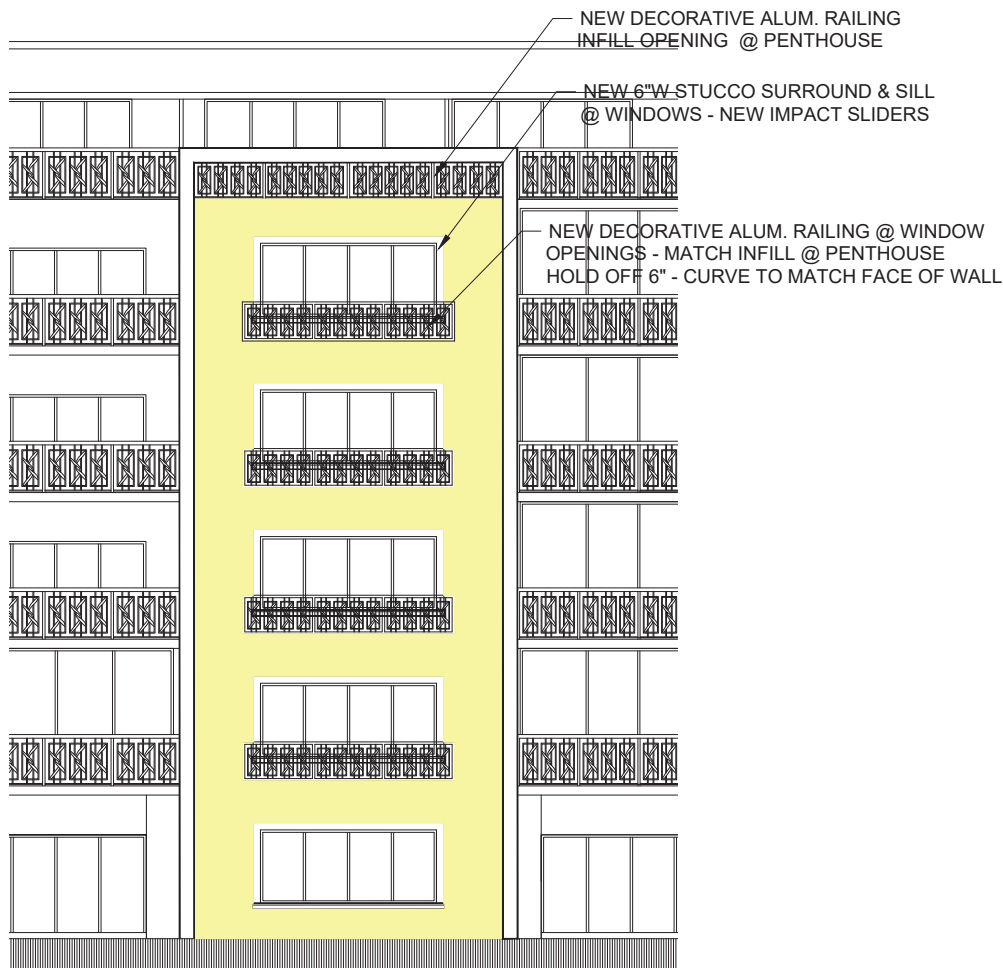 NEW DECORATIVE ALUM. RAILING
INFILL OPENING @ PENTHOUSE
NEW 6"W STUCCO SURROUND & SILL
@ WINDOWS - NEW IMPACT SLIDERS
NEW DECORATIVE ALUM. RAILING @ WINDOW
OPENINGS - MATCH INFILL @ PENTHOUSE
HOLD OFF 6" - CURVE TO MATCH FACE OF WALL